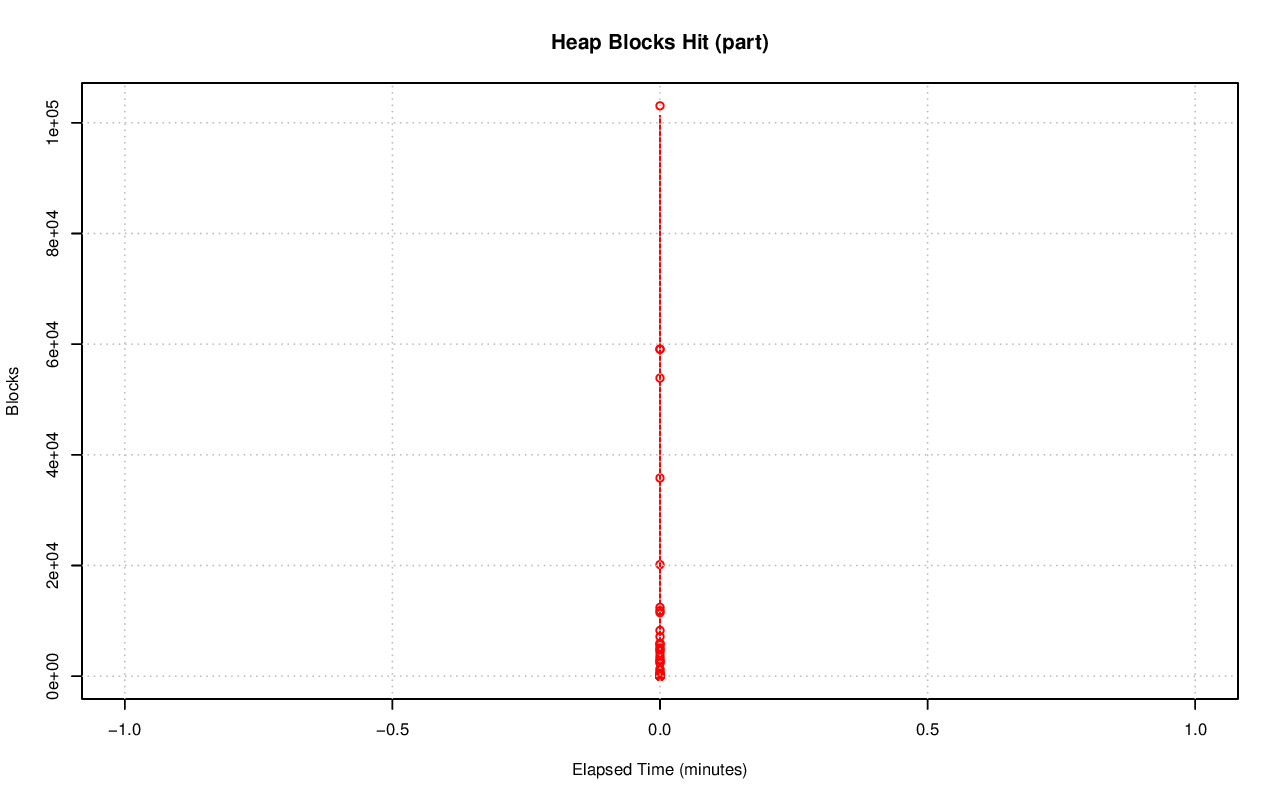 Heap Blocks Hit (part)
1e+05
8e+04
6e+04
4e+04
2e+04
0e+00
Blocks
−1.0
−0.5
0.0
0.5
1.0
Elapsed Time (minutes)